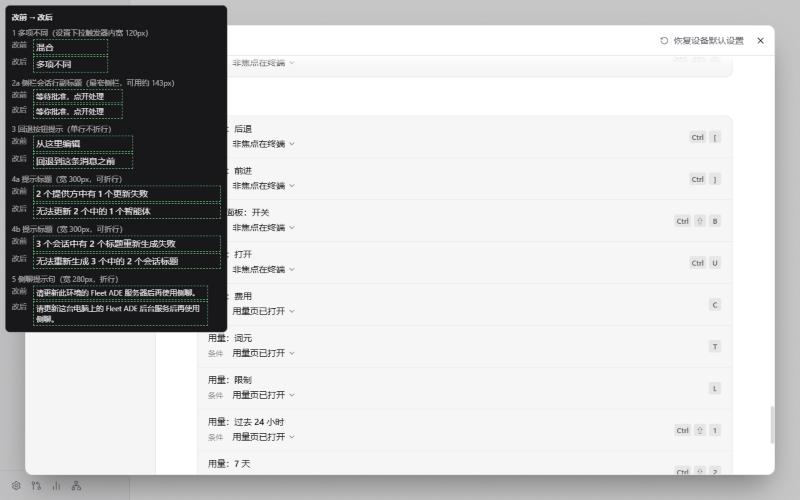 改前 → 改后
1 多项不同（设置下拉触发器内宽 120px）
改前 混合
改后 多项不同
2a 侧栏会话行副标题（最窄侧栏，可用约 143px）
改前 等待批准，点开处理
改后 等你批准，点开处理
3 回退按钮提示（单行不折行）
改前 从这里编辑
改后 回退到这条消息之前
4a 提示标题（宽 300px，可折行）
改前 2 个提供方中有 1 个更新失败
改后 无法更新 2 个中的 1 个智能体
4b 提示标题（宽 300px，可折行）
改前 3 个会话中有 2 个标题重新生成失败
改后 无法重新生成 3 个中的 2 个会话标题
5 侧聊提示句（宽 280px，折行）
改前 请更新此环境的 Fleet ADE 服务器后再使用侧聊。
改后 请更新这台电脑上的 Fleet ADE 后台服务后再使用
侧聊。
恢复设备默认设置
非焦点在终端
：后退
非焦点在终端
Ctrl [
：前进
非焦点在终端
Ctrl ]
面板：开关
非焦点在终端
Ctrl ⇧ B
：打开
非焦点在终端
Ctrl U
：费用
用量页已打开
C
用量：词元
条件 用量页已打开
T
用量：限制
条件 用量页已打开
L
用量：过去 24 小时
条件 用量页已打开
Ctrl ⇧ 1
用量：7 天
Ctrl ⇧ 2